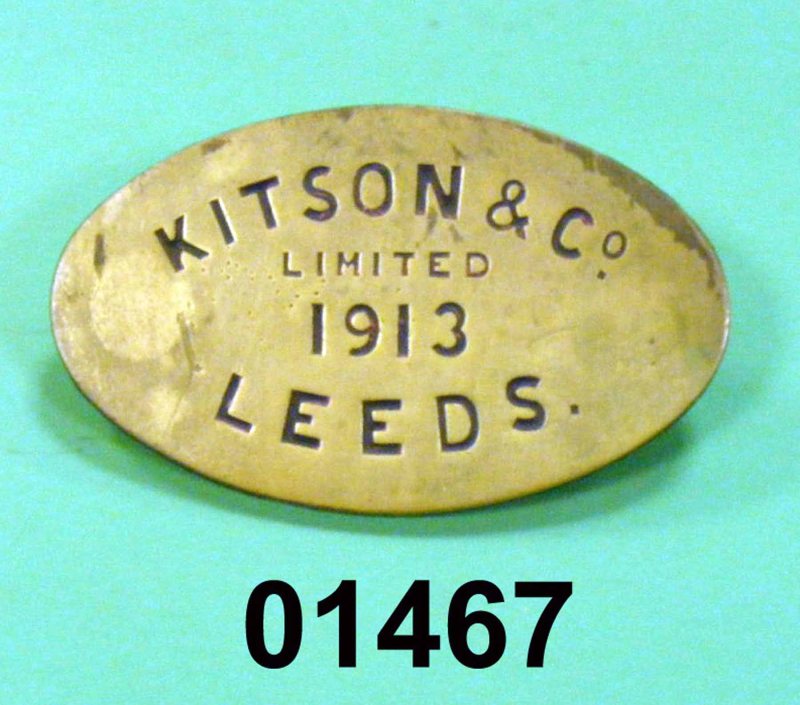 KITSON & Co.
LIMITED
1913
LEEDS.
01467